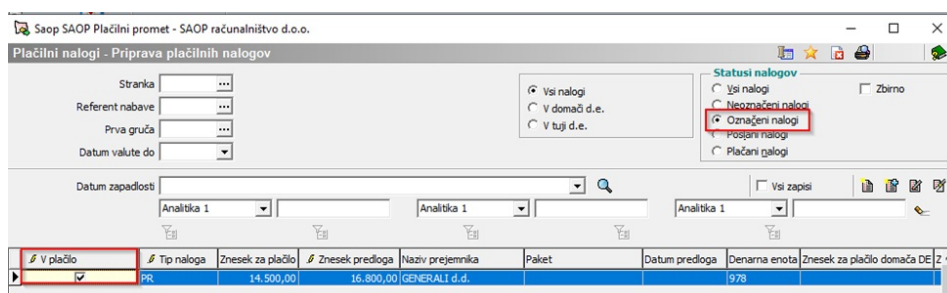 Saop SAOP Plačilni promet - SAOP računalništvo d.o.o.
Plačilni nalogi - Priprava plačilnih nalogov
Stranka
Referent nabave
Prva gruča
Datum valute do
Vsi nalogi
V domači d.e.
V tuji d.e.
Statusi nalogov
Vsi nalogi
Zbirno
Neoznačeni nalogi
Označeni nalogi
Poslani nalogi
Plačani nalogi
Datum zapadlosti
Vsi zapisi
Analitika 1 Analitika 1 Analitika 1
V plačilo Tip naloga Znesek za plačilo Znesek predloga Naziv prejemnika Paket Datum predloga Denarna enota Znesek za plačilo domača DE Z
PR 14.500,00 16.800,00 GENERALI d.d. 978